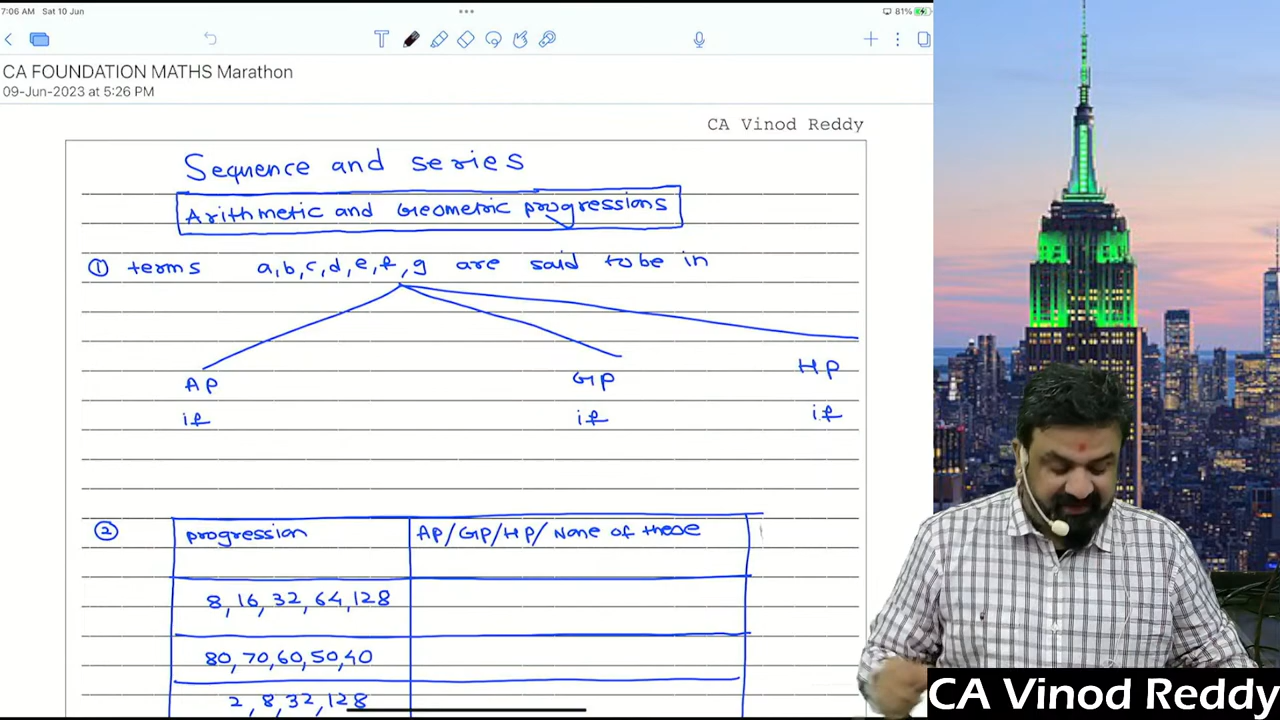 7:06 AM Sat 10 Jun
81%
T
CA FOUNDATION MATHS Marathon
09-Jun-2023 at 5:26 PM
CA Vinod Reddy
Sequence and series
Arithmetic and Geometric progressions
① terms a,b,c,d,e,f,g are said to be in
AP GP HP
if if if
② progression AP/GP/HP/ None of these
8,16,32,64,128
80,70,60,50,40
2,8,32,128
CA Vinod Reddy